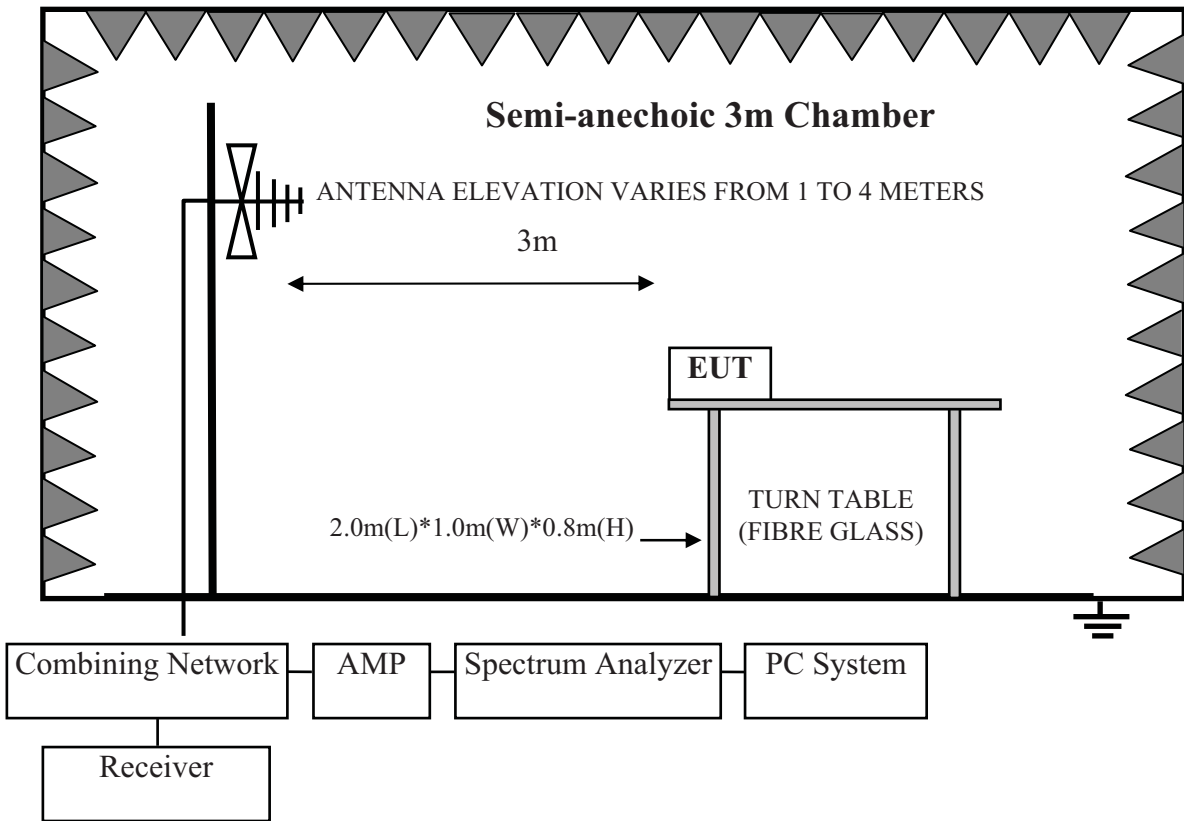 Semi-anechoic 3m Chamber
ANTENNA ELEVATION VARIES FROM 1 TO 4 METERS
3m
EUT
TURN TABLE
(FIBRE GLASS)
2.0m(L)*1.0m(W)*0.8m(H)
Combining Network
AMP
Spectrum Analyzer
PC System
Receiver